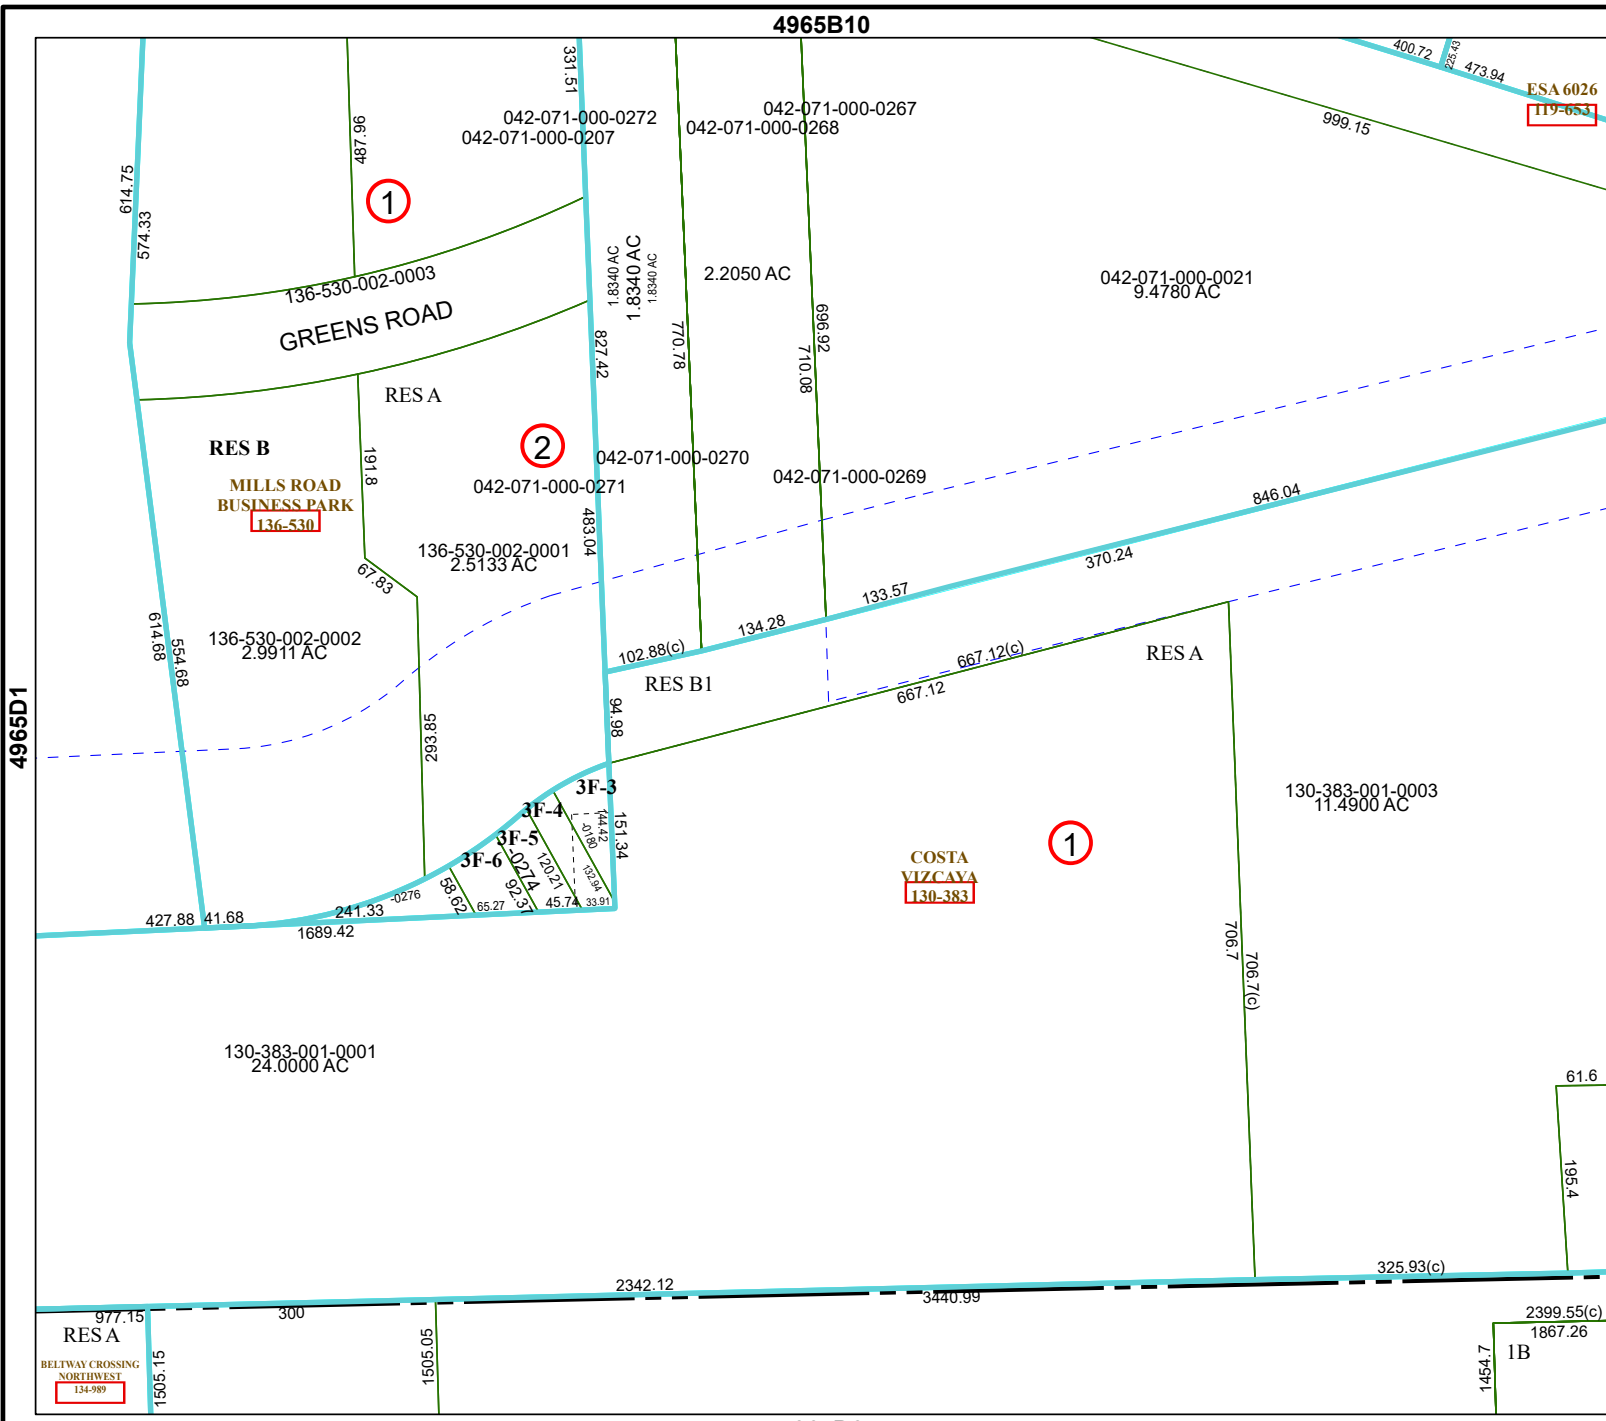 4965B10
400.72
225.43
473.94
ESA 6026
119-653
331.51
042-071-000-0272
042-071-000-0207
042-071-000-0267
042-071-000-0268
999.15
487.96
614.75
574.33
1
1.8340 AC
1.8340 AC
1.8340 AC
2.2050 AC
042-071-000-0021
9.4780 AC
136-530-002-0003
GREENS ROAD
827.42
770.78
696.92
710.08
RES A
RES B
2
191.8
042-071-000-0270
042-071-000-0269
042-071-000-0271
MILLS ROAD
BUSINESS PARK
136-530
483.04
846.04
370.24
136-530-002-0001
2.5133 AC
67.83
133.57
134.28
102.88(c)
614.68
554.68
136-530-002-0002
2.9911 AC
667.12(c)
667.12
RES A
RES B1
94.98
293.85
4965D1
3F-3
3F-4
3F-5
3F-6
144.42
-0180
151.34
-0274
120.21
132.94
58.62
92.37
130-383-001-0003
11.4900 AC
1
COSTA
VIZCAYA
130-383
-0276
65.27
45.74
33.91
427.88
41.68
241.33
1689.42
706.7
706.7(c)
130-383-001-0001
24.0000 AC
61.6
195.4
2342.12
325.93(c)
3440.99
977.15
300
RES A
2399.55(c)
1867.26
1B
1454.7
BELTWAY CROSSING
NORTHWEST
134-989
1505.15
1505.05